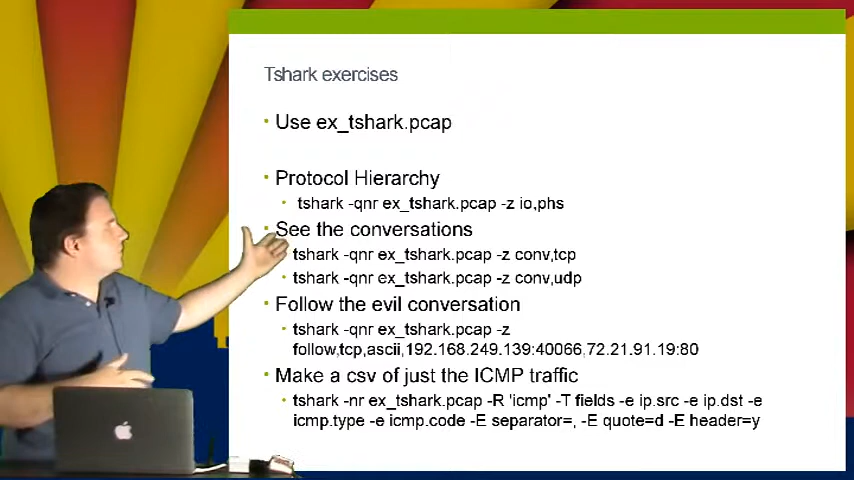 Tshark exercises
• Use ex_tshark.pcap
• Protocol Hierarchy
• tshark -qnr ex_tshark.pcap -z io,phs
• See the conversations
• tshark -qnr ex_tshark.pcap -z conv,tcp
• tshark -qnr ex_tshark.pcap -z conv,udp
• Follow the evil conversation
• tshark -qnr ex_tshark.pcap -z
follow,tcp,ascii,192.168.249.139:40066,72.21.91.19:80
• Make a csv of just the ICMP traffic
• tshark -nr ex_tshark.pcap -R 'icmp' -T fields -e ip.src -e ip.dst -e
icmp.type -e icmp.code -E separator=, -E quote=d -E header=y